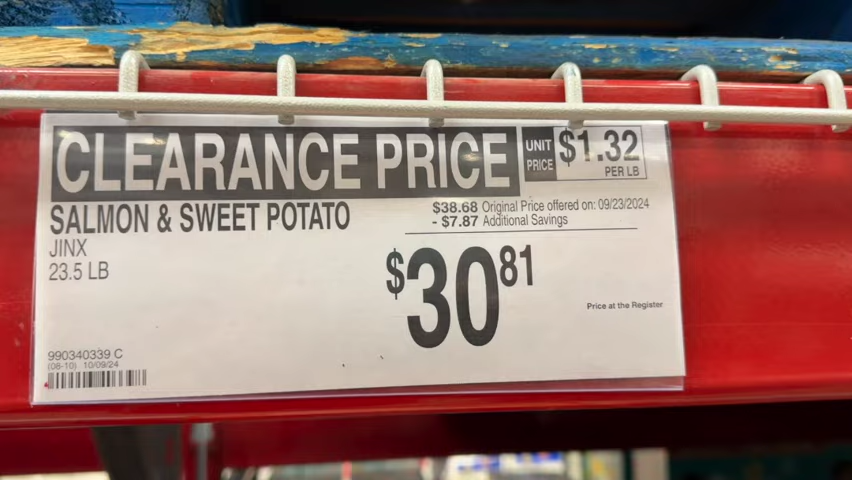 CLEARANCE PRICE
UNIT PRICE $1.32 PER LB
SALMON & SWEET POTATO
JINX
23.5 LB
$38.68 Original Price offered on: 09/23/2024
- $7.87 Additional Savings
$30 81
Price at the Register
990340339 C
(08-10) 10/09/24